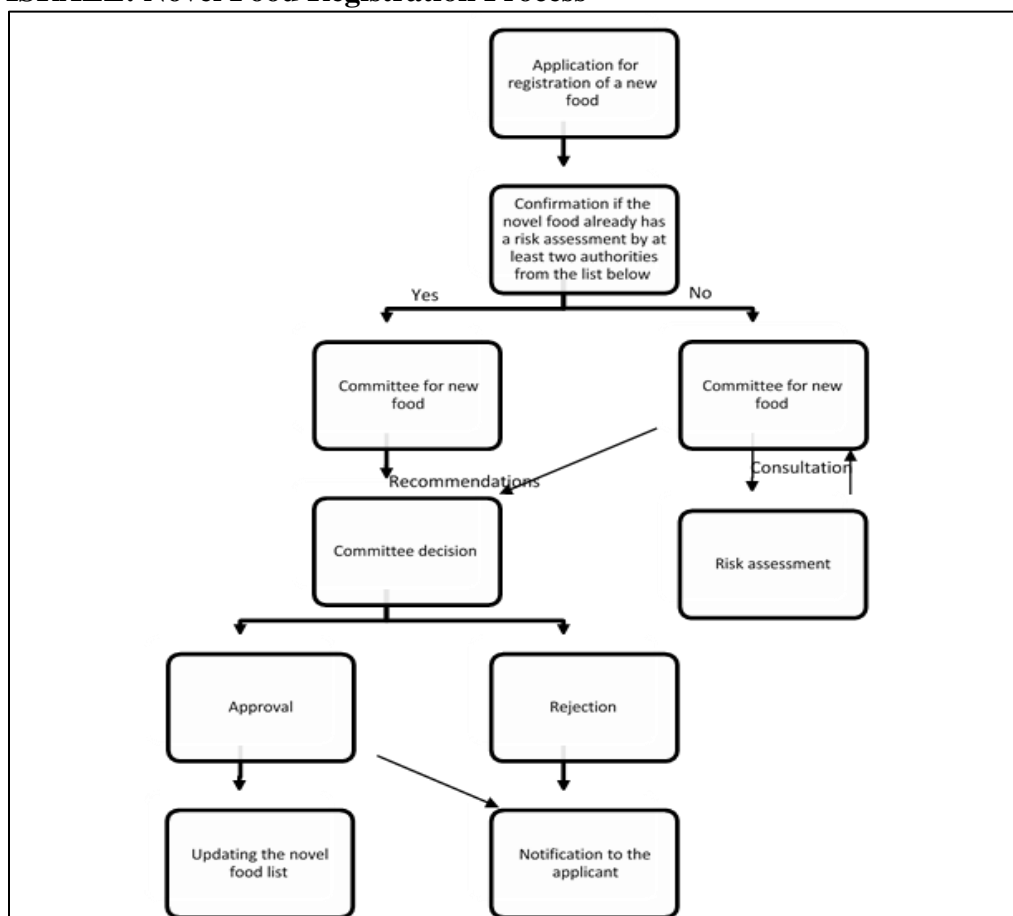 ISRAEL: Novel Food Registration Process
Application for
registration of a new
food
Confirmation if the
novel food already has
a risk assessment by at
least two authorities
from the list below
Yes
No
Committee for new
food
Committee for new
food
Recommendations
Consultation
Committee decision
Risk assessment
Approval
Rejection
Updating the novel
food list
Notification to the
applicant